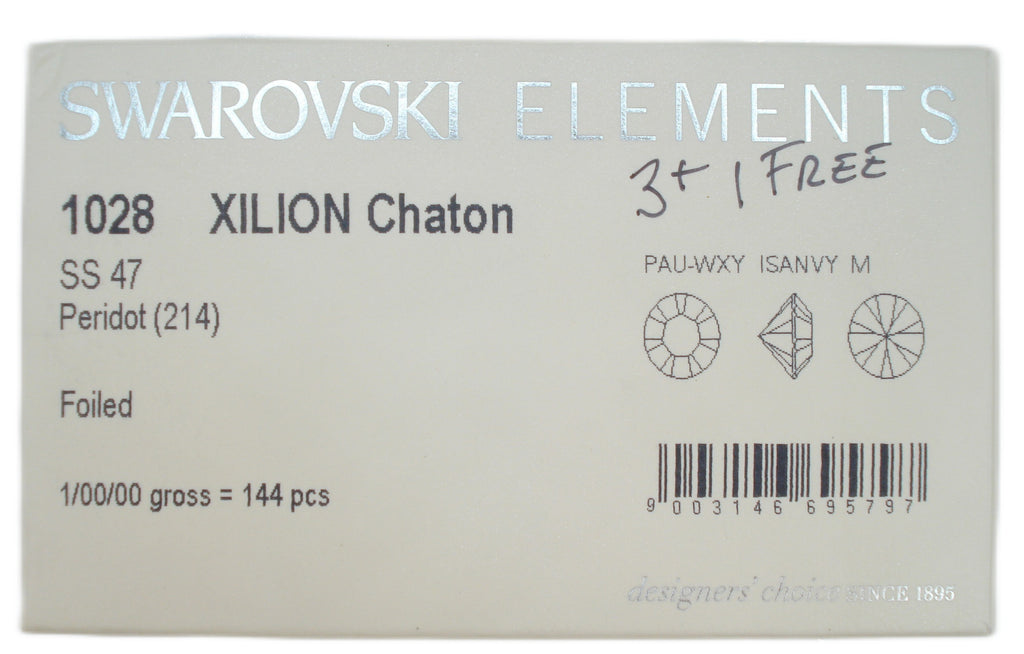 SWAROVSKI ELEMENTS
3+1 FREE
1028 XILION Chaton
SS 47
Peridot (214)
PAU-WXY ISANVY M
Foiled
1/00/00 gross = 144 pcs
9 003146 695797
designers' choice SINCE 1895